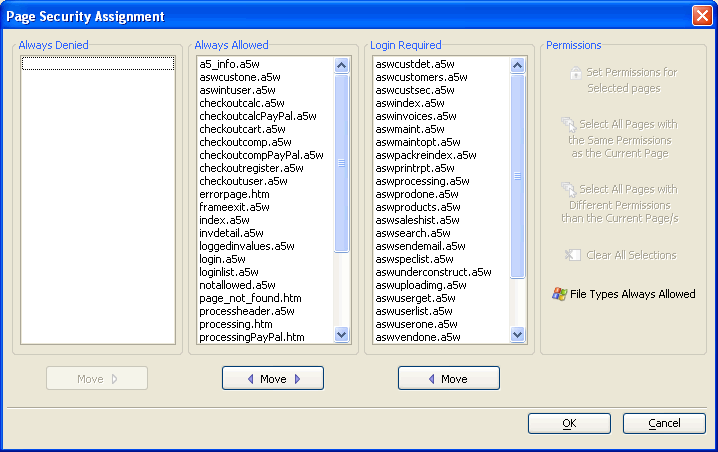 Page Security Assignment
Always Denied
Always Allowed
a5_info.a5w
aswcustone.a5w
aswintuser.a5w
checkoutcalc.a5w
checkoutcalcPayPal.a5w
checkoutcart.a5w
checkoutcomp.a5w
checkoutcompPayPal.a5w
checkoutregister.a5w
checkoutuser.a5w
errorpage.htm
frameexit.a5w
index.a5w
invdetail.a5w
loggedinvalues.a5w
login.a5w
loginlist.a5w
notallowed.a5w
page_not_found.htm
processheader.a5w
processing.htm
processingPayPal.htm
Login Required
aswcustdet.a5w
aswcustomers.a5w
aswcustsec.a5w
aswindex.a5w
aswinvoices.a5w
aswmaint.a5w
aswmaintopt.a5w
aswpackreindex.a5w
aswprintrpt.a5w
aswprocessing.a5w
aswprodone.a5w
aswproducts.a5w
aswsaleshist.a5w
aswsearch.a5w
aswsendemail.a5w
aswspeclist.a5w
aswunderconstruct.a5w
aswuploadimg.a5w
aswuserget.a5w
aswuserlist.a5w
aswuserone.a5w
aswvendone.a5w
Permissions
Set Permissions for
Selected pages
Select All Pages with
the Same Permissions
as the Current Page
Select All Pages with
Different Permissions
than the Current Page/s
Clear All Selections
File Types Always Allowed
Move
Move
Move
OK
Cancel